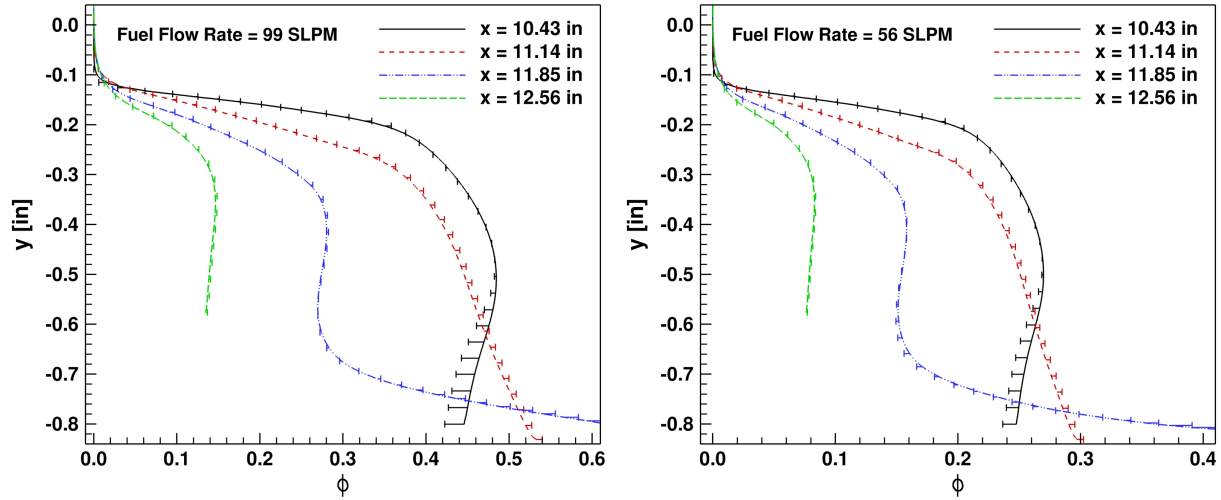 Fuel Flow Rate = 99 SLPM
x = 10.43 in
x = 11.14 in
x = 11.85 in
x = 12.56 in
y [in]
0.0
-0.1
-0.2
-0.3
-0.4
-0.5
-0.6
-0.7
-0.8
0.0 0.1 0.2 0.3 0.4 0.5 0.6
ϕ
Fuel Flow Rate = 56 SLPM
x = 10.43 in
x = 11.14 in
x = 11.85 in
x = 12.56 in
y [in]
0.0
-0.1
-0.2
-0.3
-0.4
-0.5
-0.6
-0.7
-0.8
0.0 0.1 0.2 0.3 0.4
ϕ